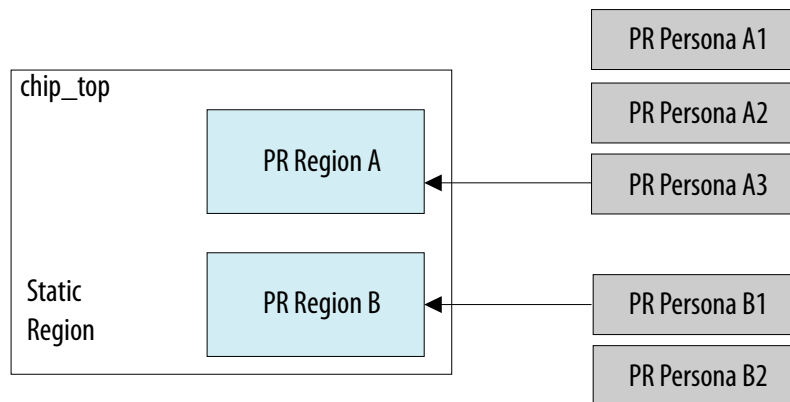 PR Persona A1
chip_top
PR Persona A2
PR Region A
PR Persona A3
Static
Region
PR Region B
PR Persona B1
PR Persona B2